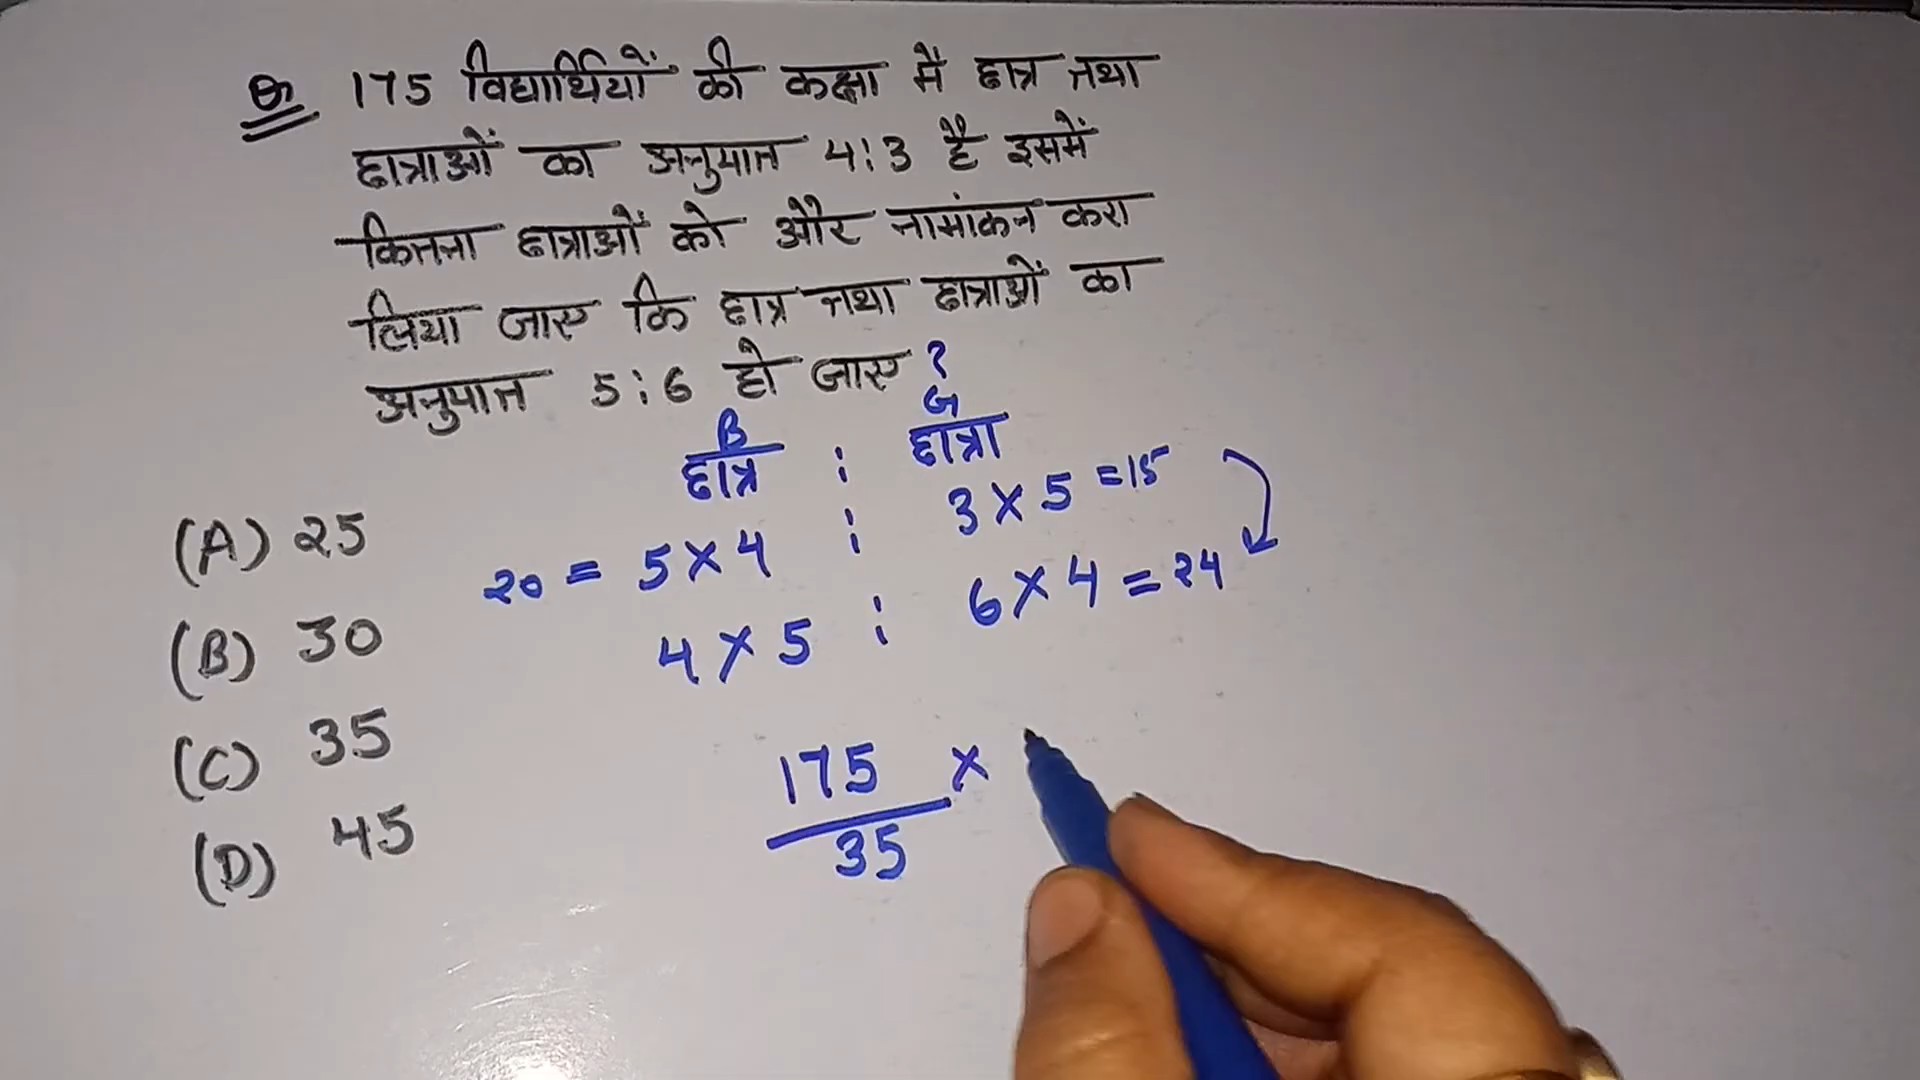 Q 175 विद्यार्थियों की कक्षा में छात्र तथा
छात्राओं का अनुपात 4:3 है इसमें
कितना छात्राओं को और नामांकन करा
लिया जाए कि छात्र तथा छात्राओं का
अनुपात 5:6 हो जाए ?
B G
छात्र : छात्रा
20 = 5×4 : 3×5 =15
4×5 : 6×4 = 24
(A) 25
(B) 30
(C) 35
(D) 45
175 ×
35